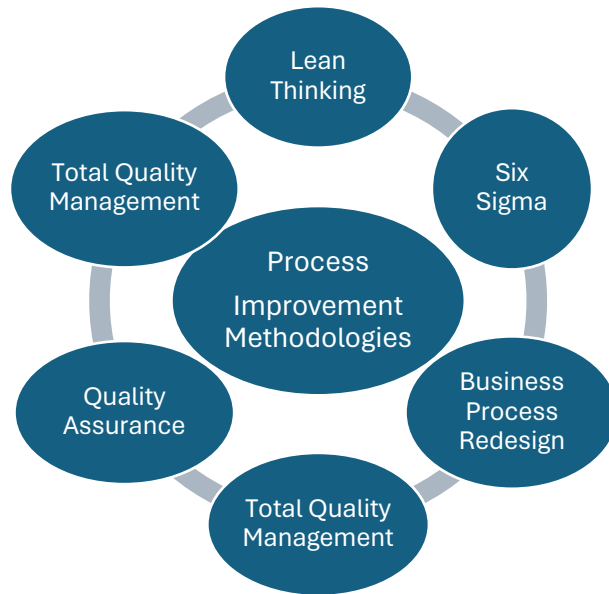 Lean
Thinking
Six
Sigma
Business
Process
Redesign
Total Quality
Management
Quality
Assurance
Total Quality
Management
Process
Improvement
Methodologies